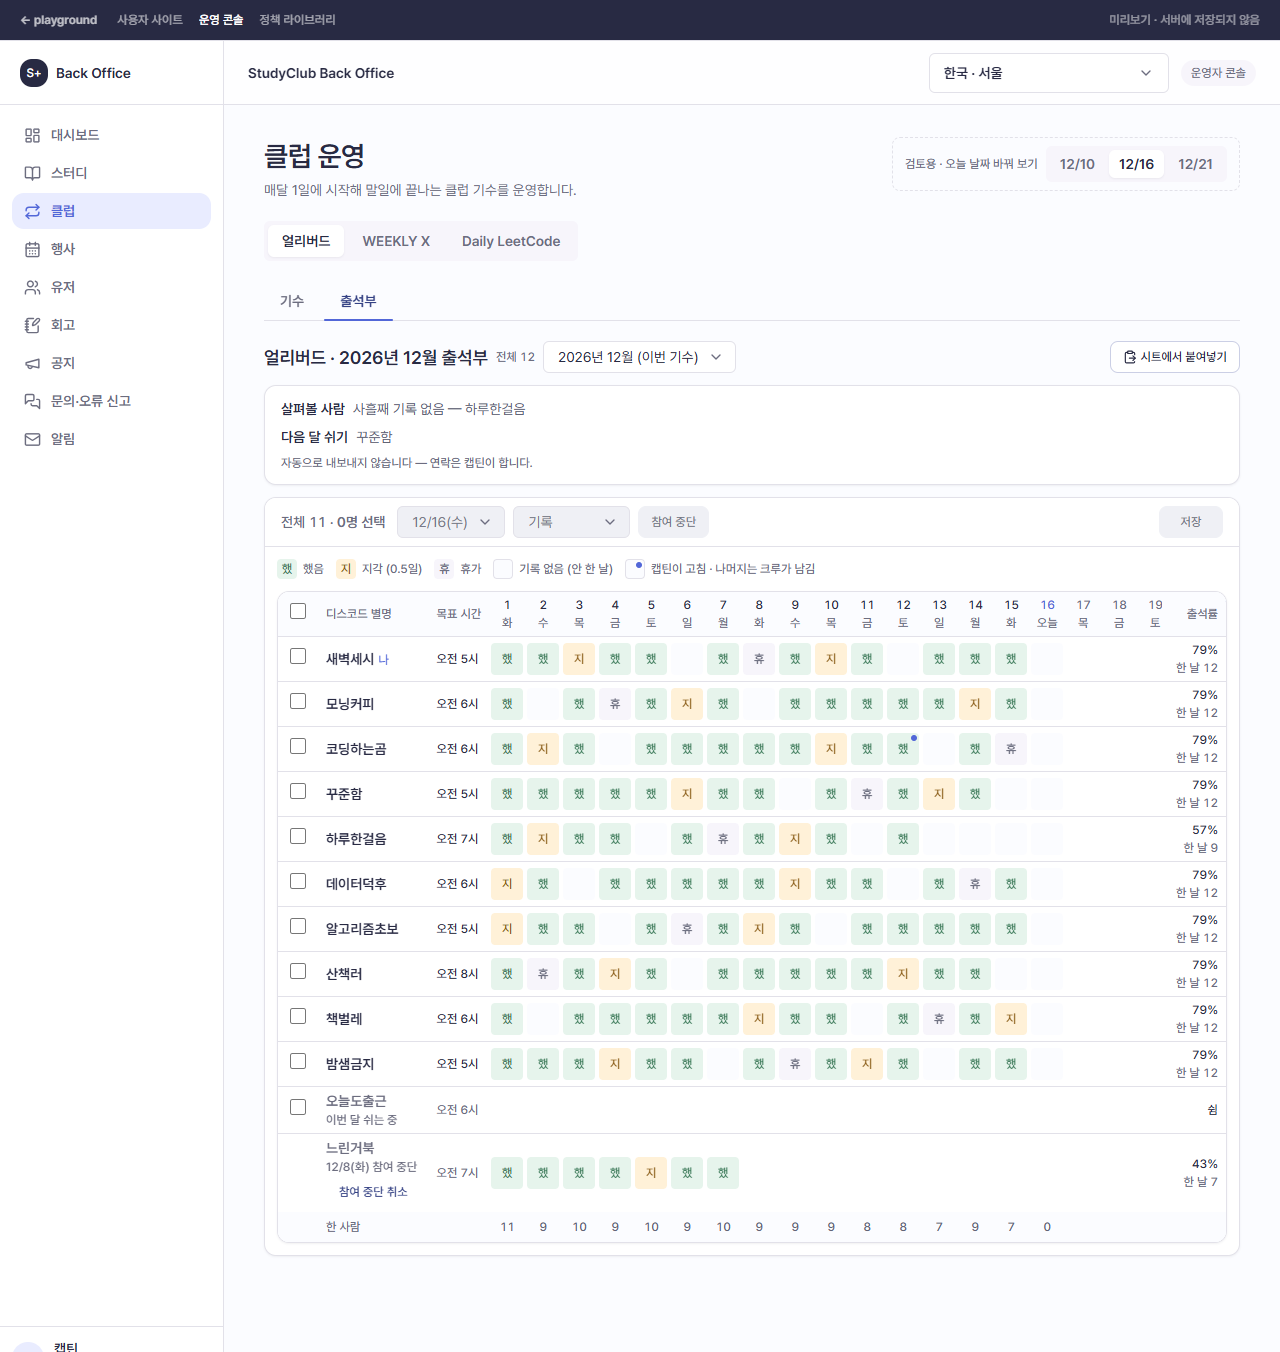 ← playground 사용자 사이트 운영 콘솔 정책 라이브러리 미리보기 · 서버에 저장되지 않음
S+ Back Office StudyClub Back Office 한국 · 서울 운영자 콘솔
대시보드
스터디
클럽
행사
유저
회고
공지
문의·오류 신고
알림
클럽 운영
매달 1일에 시작해 말일에 끝나는 클럽 기수를 운영합니다.
검토용 · 오늘 날짜 바꿔 보기 12/10 12/16 12/21
얼리버드 WEEKLY X Daily LeetCode
기수 출석부
얼리버드 · 2026년 12월 출석부 전체 12 2026년 12월 (이번 기수) 시트에서 붙여넣기
살펴볼 사람 사흘째 기록 없음 — 하루한걸음
다음 달 쉬기 꾸준함
자동으로 내보내지 않습니다 — 연락은 캡틴이 합니다.
전체 11 · 0명 선택 12/16(수) 기록 참여 중단 저장
했 했음 지 지각 (0.5일) 휴 휴가 기록 없음 (안 한 날) 캡틴이 고침 · 나머지는 크루가 남김
디스코드 별명 목표 시간 1 2 3 4 5 6 7 8 9 10 11 12 13 14 15 16 17 18 19 출석률
화 수 목 금 토 일 월 화 수 목 금 토 일 월 화 오늘 목 금 토
새벽세시 나 오전 5시 했 했 지 했 했 했 휴 했 지 했 했 했 했 79%
한 날 12
모닝커피 오전 6시 했 했 휴 했 지 했 했 했 했 했 했 지 했 79%
한 날 12
코딩하는곰 오전 6시 했 지 했 했 했 했 했 했 지 했 했 했 휴 79%
한 날 12
꾸준함 오전 5시 했 했 했 했 했 지 했 했 했 휴 했 지 했 79%
한 날 12
하루한걸음 오전 7시 했 지 했 했 했 휴 했 지 했 했 57%
한 날 9
데이터덕후 오전 6시 지 했 했 했 했 했 했 지 했 했 했 휴 했 79%
한 날 12
알고리즘초보 오전 5시 지 했 했 했 휴 했 지 했 했 했 했 했 했 79%
한 날 12
산책러 오전 8시 했 휴 했 지 했 했 했 했 했 했 지 했 했 79%
한 날 12
책벌레 오전 6시 했 했 했 했 했 했 지 했 했 했 휴 했 지 79%
한 날 12
밤샘금지 오전 5시 했 했 했 지 했 했 했 휴 했 지 했 했 했 79%
한 날 12
오늘도출근 오전 6시 쉼
이번 달 쉬는 중
느린거북
12/8(화) 참여 중단 오전 7시 했 했 했 했 지 했 했 43%
한 날 7
참여 중단 취소
한 사람 11 9 10 9 10 9 10 9 9 9 8 8 7 9 7 0
캡틴